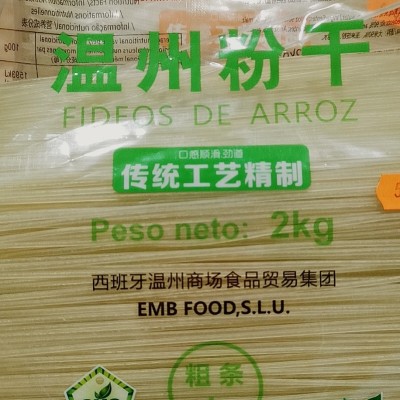 温州粉干
FIDEOS DE ARROZ
口感顺滑.劲道
传统工艺精制
Peso neto: 2kg
西班牙温州商场食品贸易集团
EMB FOOD,S.L.U.
粗条